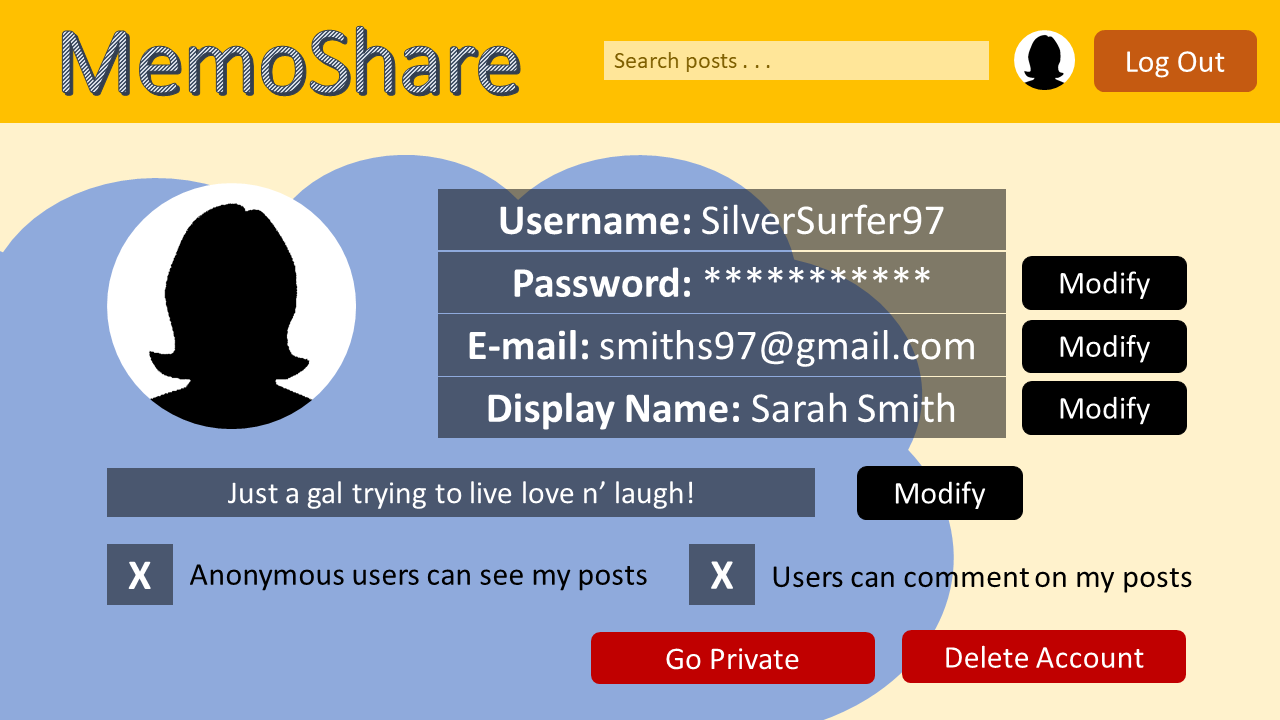 MemoShare
Search posts . . .
Log Out
Username: SilverSurfer97
Password: ***********
Modify
E-mail: smiths97@gmail.com
Modify
Display Name: Sarah Smith
Modify
Just a gal trying to live love n’ laugh!
Modify
X Anonymous users can see my posts
X Users can comment on my posts
Go Private
Delete Account